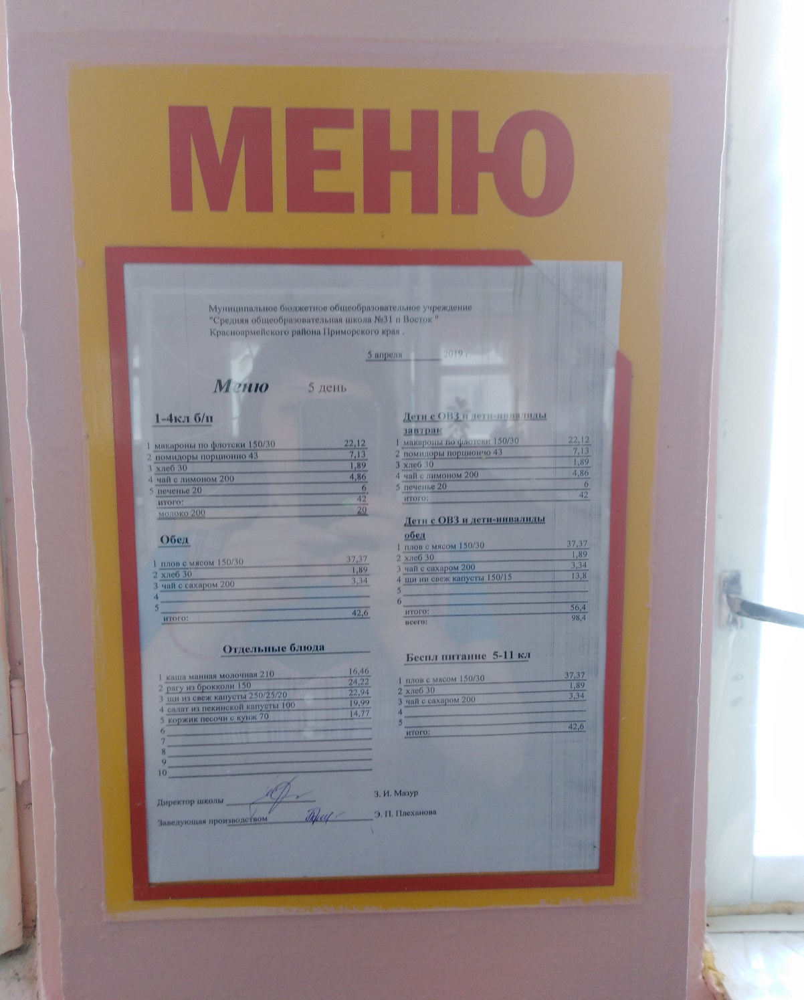 МЕНЮ
Муниципальное бюджетное общеобразовательное учреждение
"Средняя общеобразовательная школа №31 п Восток "
Красноармейского района Приморского края .
5 апреля 2019 г.
Меню 5 день
1-4кл б/п
1 макароны по флотски 150/30 22,12
2 помидоры порционно 43 7,13
3 хлеб 30 1,89
4 чай с лимоном 200 4,86
5 печенье 20 6
итого: 42
молоко 200 20
Обед
1 плов с мясом 150/30 37,37
2 хлеб 30 1,89
3 чай с сахаром 200 3,34
4
5
итого: 42,6
Отдельные блюда
1 каша манная молочная 210 16,46
2 рагу из брокколи 150 24,22
3 щи из свеж капусты 250/25/20 22,94
4 салат из пекинской капусты 100 19,99
5 коржик песочн с кунж 70 14,77
6
7
8
9
10
Дети с ОВЗ и дети-инвалиды
завтрак
1 макароны по флотски 150/30 22,12
2 помидоры порционно 43 7,13
3 хлеб 30 1,89
4 чай с лимоном 200 4,86
5 печенье 20 6
итого: 42
Дети с ОВЗ и дети-инвалиды
обед
1 плов с мясом 150/30 37,37
2 хлеб 30 1,89
3 чай с сахаром 200 3,34
4 щи ни свеж капусты 150/15 13,8
5
6
итого: 56,4
всего: 98,4
Беспл питание 5-11 кл
1 плов с мясом 150/30 37,37
2 хлеб 30 1,89
3 чай с сахаром 200 3,34
4
5
итого: 42,6
Директор школы З. И. Мазур
Заведующая производством Э. П. Плеханова